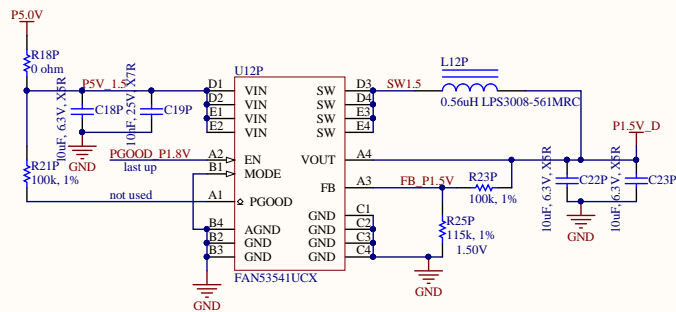 P5.0V
R18P
0 ohm
P5V_1.5
10uF, 6.3V, X5R
C18P
10nF, 25V, X7R
C19P
GND
R21P
100k, 1%
PGOOD_P1.8V
last up
not used
U12P
D1 VIN SW D3
D2 VIN SW D4
E1 VIN SW E3
E2 VIN SW E4
A2 EN VOUT A4
B1 MODE
FB A3
A1 PGOOD
GND C1
B4 AGND GND C2
B2 GND GND C3
B3 GND GND C4
FAN53541UCX
GND
SW1.5
L12P
0.56uH LPS3008-561MRC
FB_P1.5V
R23P
100k, 1%
R25P
115k, 1%
1.50V
GND
P1.5V_D
10uF, 6.3V, X5R
C22P
10uF, 6.3V, X5R
C23P
GND